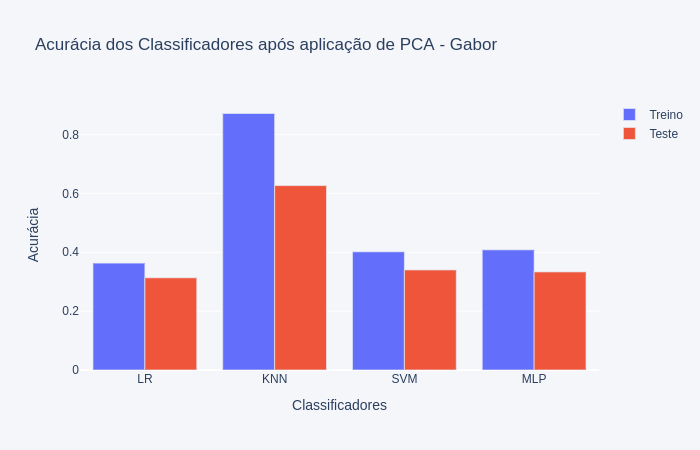 Acurácia dos Classificadores após aplicação de PCA - Gabor
Treino
Teste
Acurácia
0.8
0.6
0.4
0.2
0
LR KNN SVM MLP
Classificadores